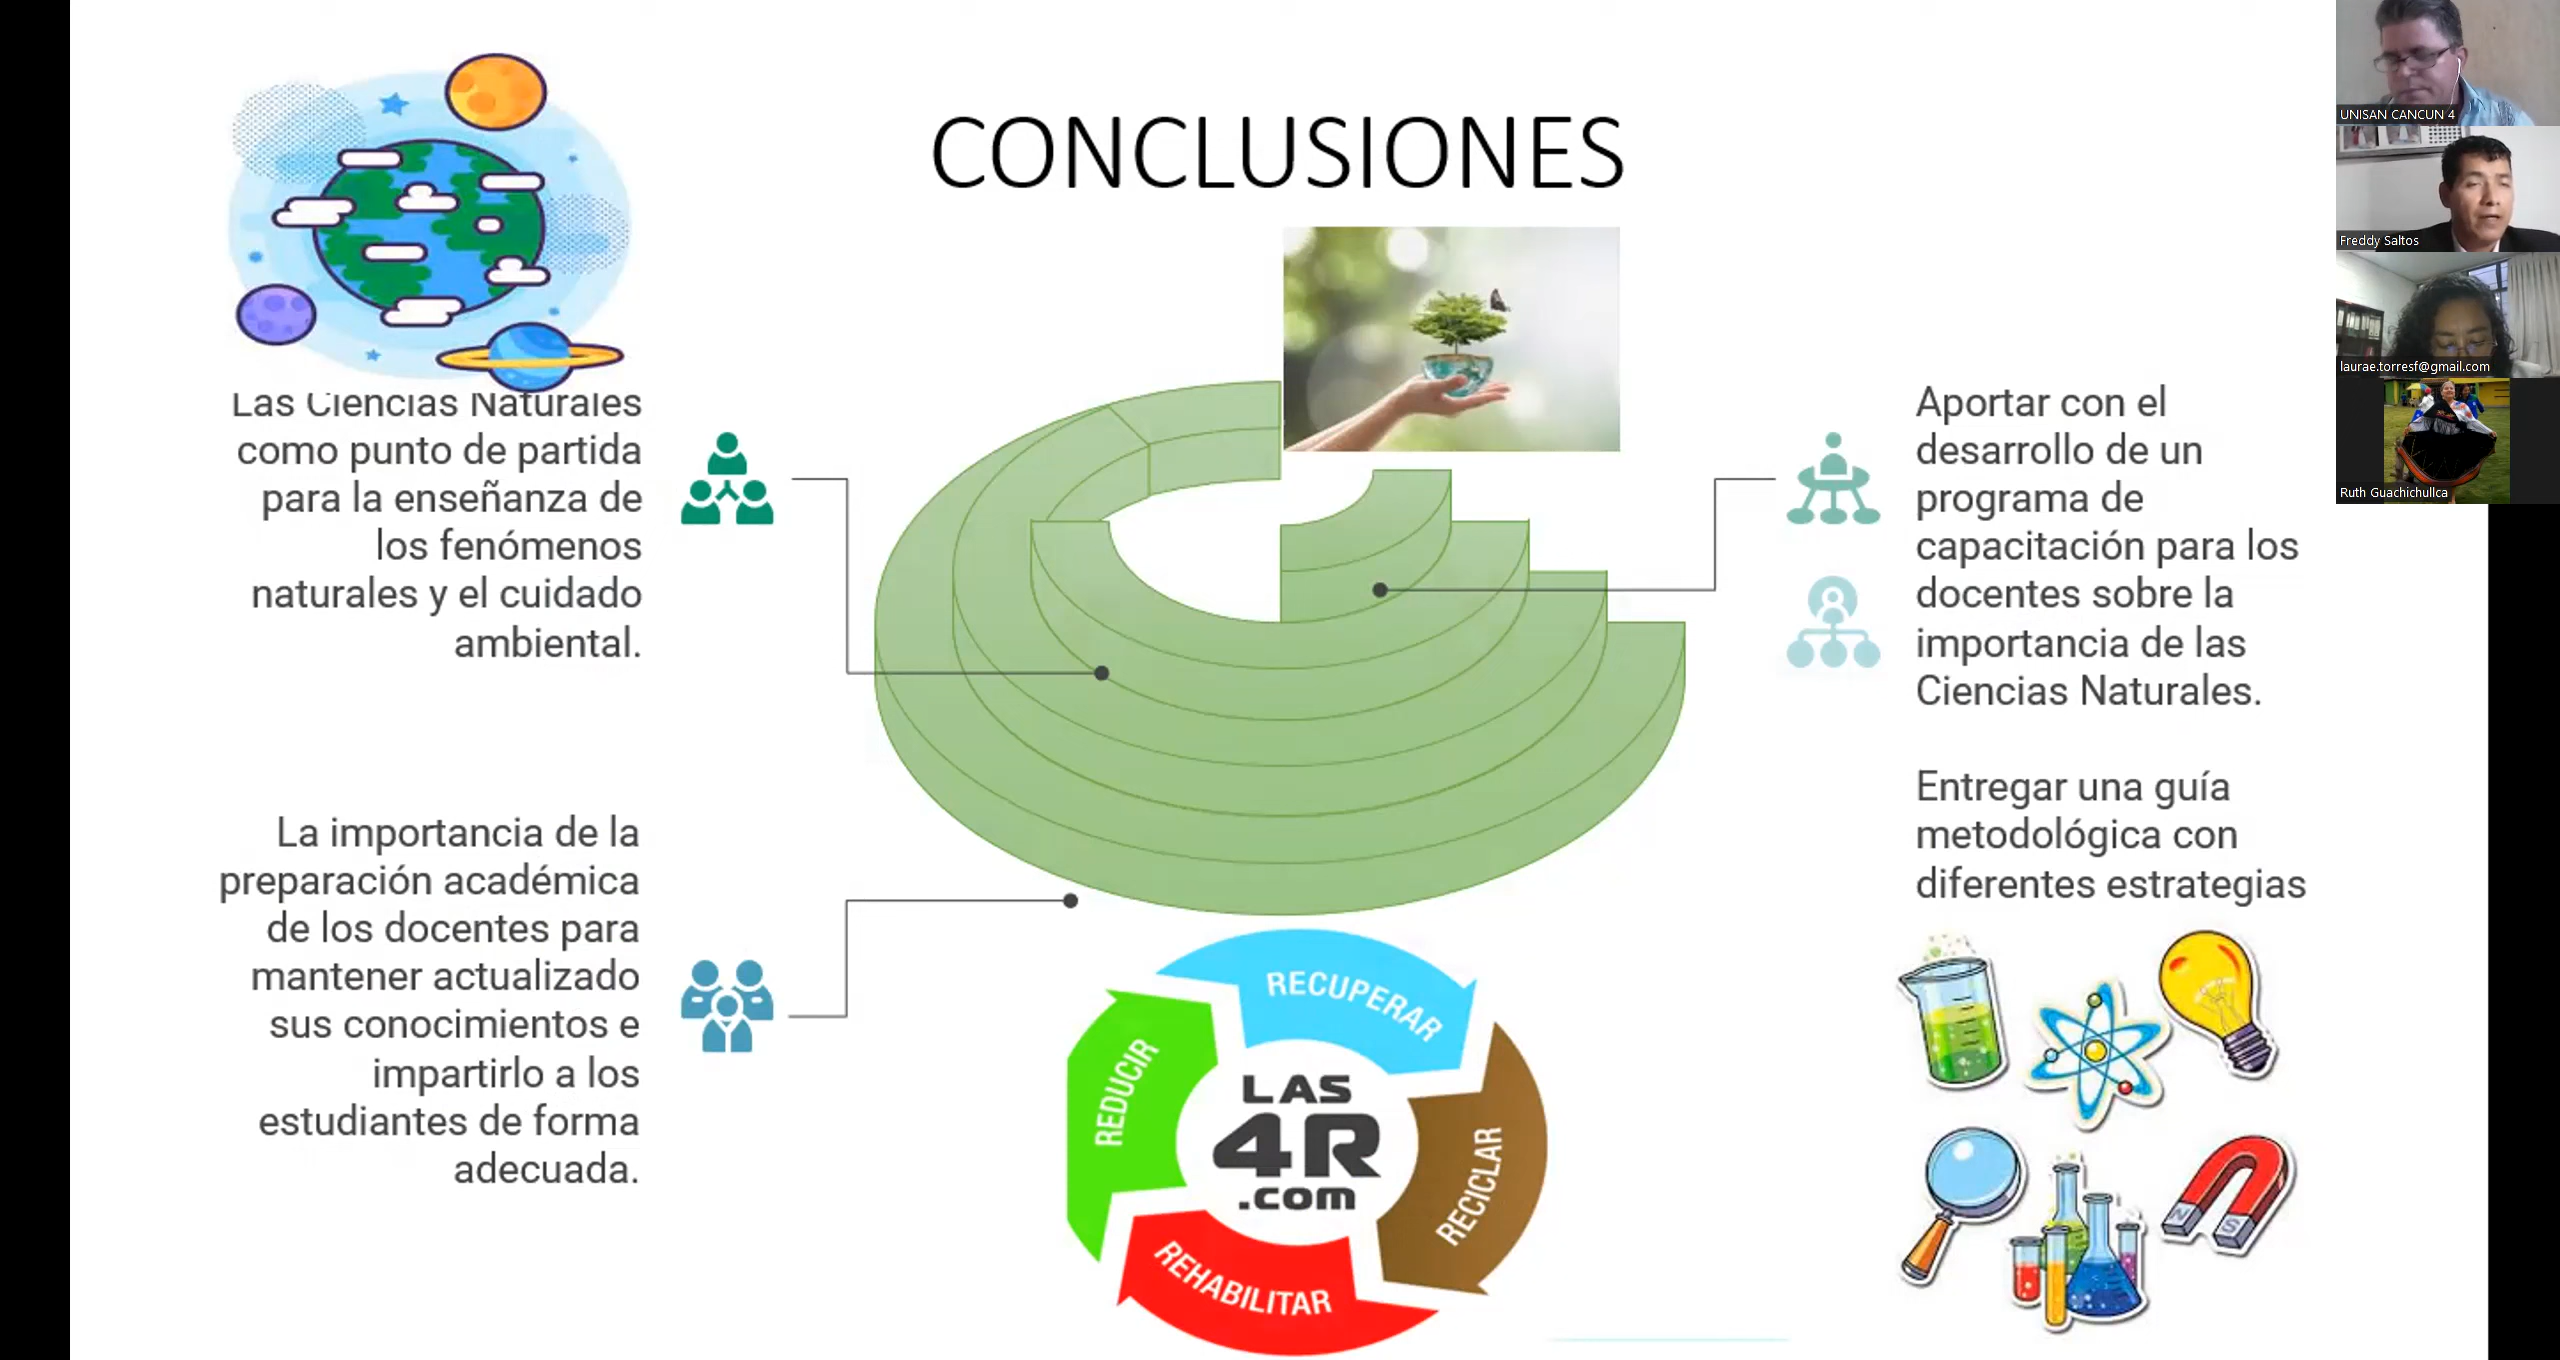 CONCLUSIONES
Las Ciencias Naturales
como punto de partida
para la enseñanza de
los fenómenos
naturales y el cuidado
ambiental.
La importancia de la
preparación académica
de los docentes para
mantener actualizado
sus conocimientos e
impartirlo a los
estudiantes de forma
adecuada.
Aportar con el
desarrollo de un
programa de
capacitación para los
docentes sobre la
importancia de las
Ciencias Naturales.
Entregar una guía
metodológica con
diferentes estrategias
RECUPERAR
RECICLAR
REHABILITAR
REDUCIR
LAS
4R
.com
N S
UNISAN CANCUN 4
Freddy Saltos
laurae.torresf@gmail.com
Ruth Guachichullca